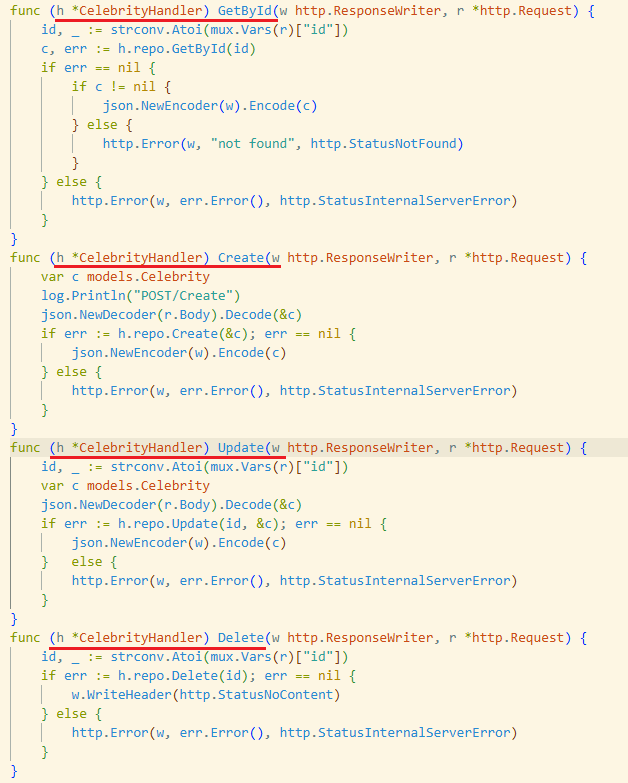 func (h *CelebrityHandler) GetById(w http.ResponseWriter, r *http.Request) {
    id, _ := strconv.Atoi(mux.Vars(r)["id"])
    c, err := h.repo.GetById(id)
    if err == nil {
        if c != nil {
            json.NewEncoder(w).Encode(c)
        } else {
            http.Error(w, "not found", http.StatusNotFound)
        }
    } else {
        http.Error(w, err.Error(), http.StatusInternalServerError)
    }
}
func (h *CelebrityHandler) Create(w http.ResponseWriter, r *http.Request) {
    var c models.Celebrity
    log.Println("POST/Create")
    json.NewDecoder(r.Body).Decode(&c)
    if err := h.repo.Create(&c); err == nil {
        json.NewEncoder(w).Encode(c)
    } else {
        http.Error(w, err.Error(), http.StatusInternalServerError)
    }
}
func (h *CelebrityHandler) Update(w http.ResponseWriter, r *http.Request) {
    id, _ := strconv.Atoi(mux.Vars(r)["id"])
    var c models.Celebrity
    json.NewDecoder(r.Body).Decode(&c)
    if err := h.repo.Update(id, &c); err == nil {
        json.NewEncoder(w).Encode(c)
    }   else {
        http.Error(w, err.Error(), http.StatusInternalServerError)
    }
}
func (h *CelebrityHandler) Delete(w http.ResponseWriter, r *http.Request) {
    id, _ := strconv.Atoi(mux.Vars(r)["id"])
    if err := h.repo.Delete(id); err == nil {
        w.WriteHeader(http.StatusNoContent)
    } else {
        http.Error(w, err.Error(), http.StatusInternalServerError)
    }
}